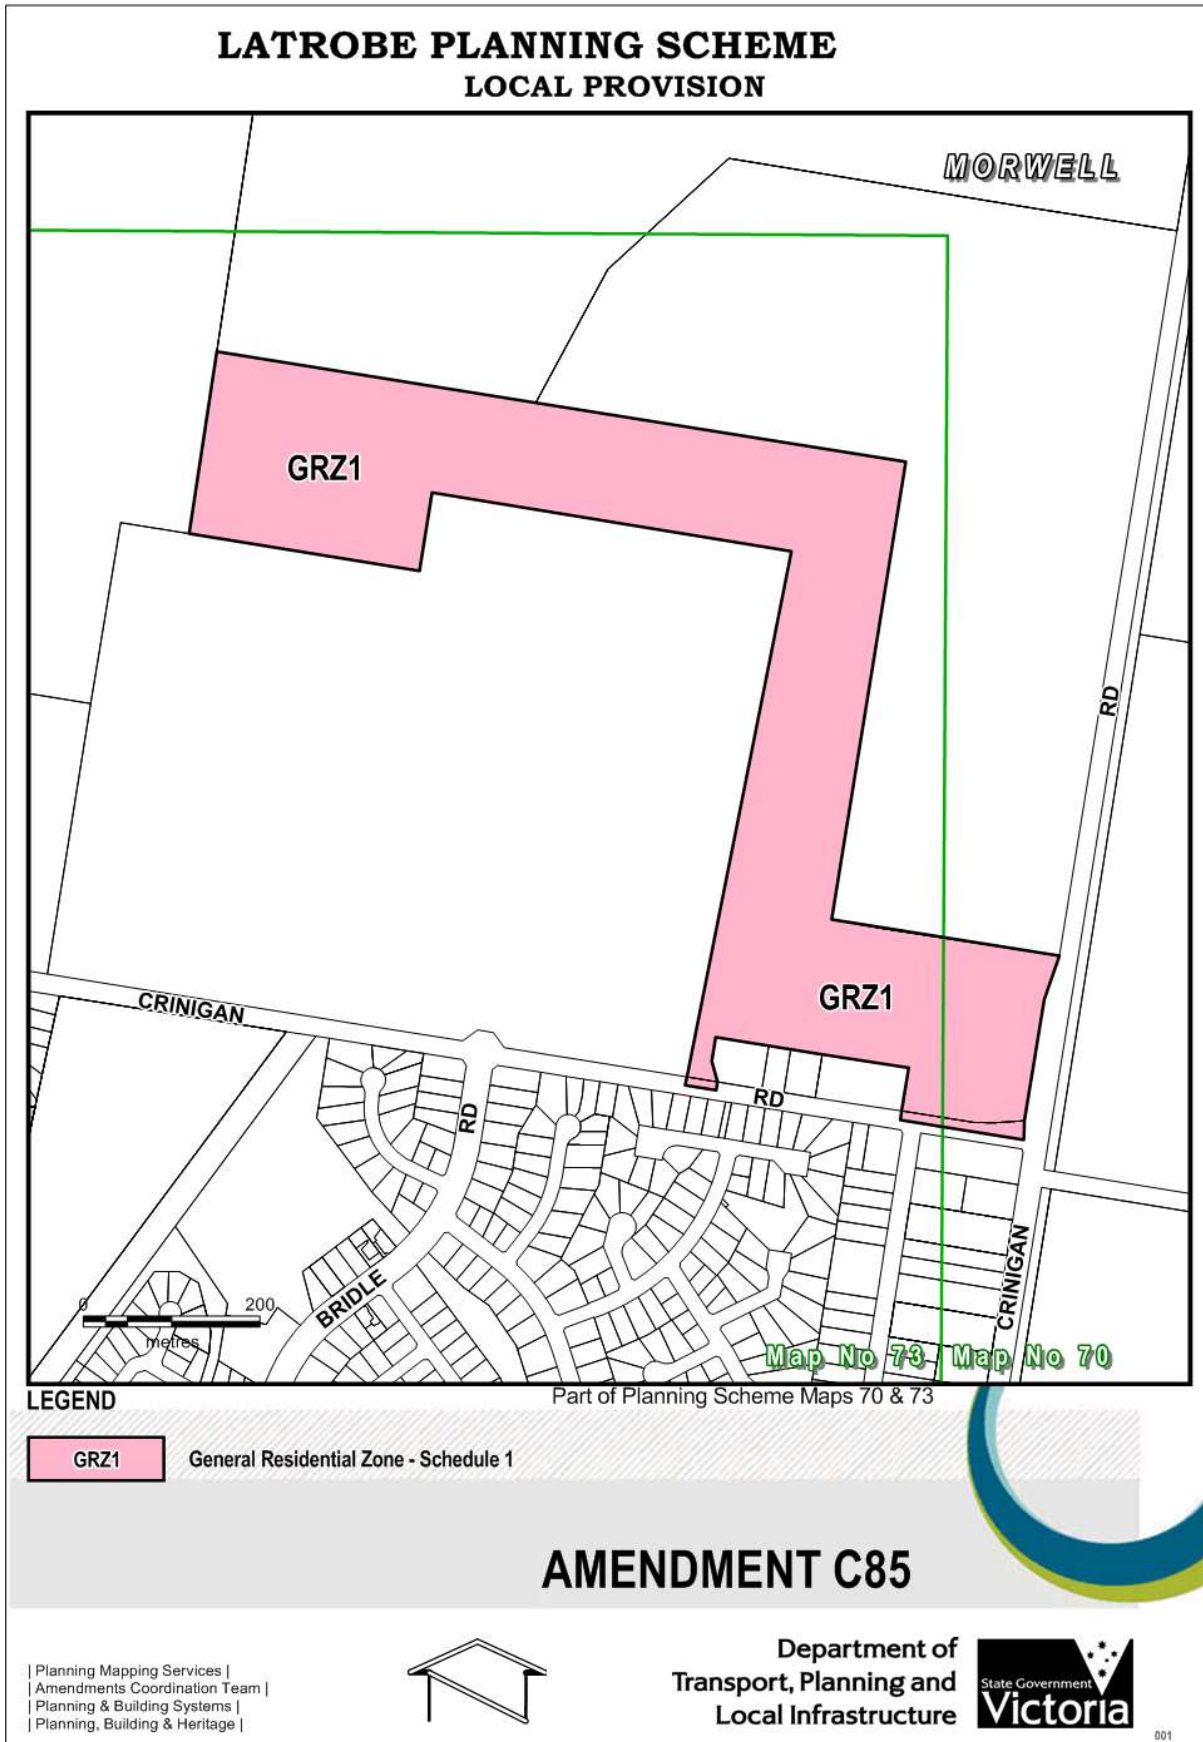 LATROBE PLANNING SCHEME
LOCAL PROVISION
MORWELL
GRZ1
RD
GRZ1
CRINIGAN
RD
RD
CRINIGAN
BRIDLE
0 200
metres
Map No 73 Map No 70
LEGEND
Part of Planning Scheme Maps 70 & 73
GRZ1 General Residential Zone - Schedule 1
AMENDMENT C85
| Planning Mapping Services |
| Amendments Coordination Team |
| Planning & Building Systems |
| Planning, Building & Heritage |
Department of
Transport, Planning and
Local Infrastructure
State Government
Victoria
001